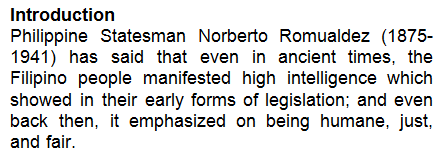 Introduction
Philippine Statesman Norberto Romualdez (1875-
1941) has said that even in ancient times, the
Filipino people manifested high intelligence which
showed in their early forms of legislation; and even
back then, it emphasized on being humane, just,
and fair.